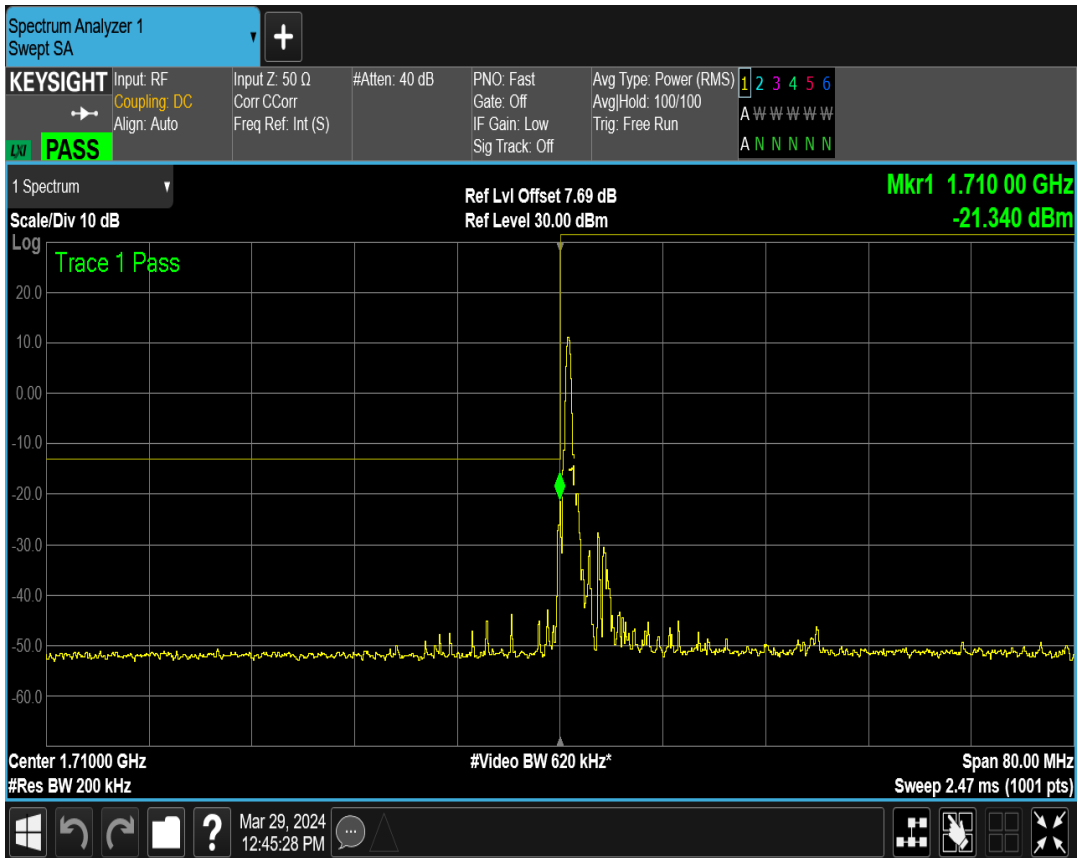 Spectrum Analyzer 1
Swept SA
+
KEYSIGHT
LXI PASS
Input: RF
Coupling: DC
Align: Auto
Input Z: 50 Ω
Corr CCorr
Freq Ref: Int (S)
#Atten: 40 dB
PNO: Fast
Gate: Off
IF Gain: Low
Sig Track: Off
Avg Type: Power (RMS)
Avg|Hold: 100/100
Trig: Free Run
1 2 3 4 5 6
A W W W W W
A N N N N N
1 Spectrum
Scale/Div 10 dB
Ref Lvl Offset 7.69 dB
Ref Level 30.00 dBm
Mkr1 1.710 00 GHz
-21.340 dBm
Log
Trace 1 Pass
20.0
10.0
0.00
-10.0
1
-20.0
-30.0
-40.0
-50.0
-60.0
Center 1.71000 GHz
#Res BW 200 kHz
#Video BW 620 kHz*
Span 80.00 MHz
Sweep 2.47 ms (1001 pts)
?
Mar 29, 2024
12:45:28 PM